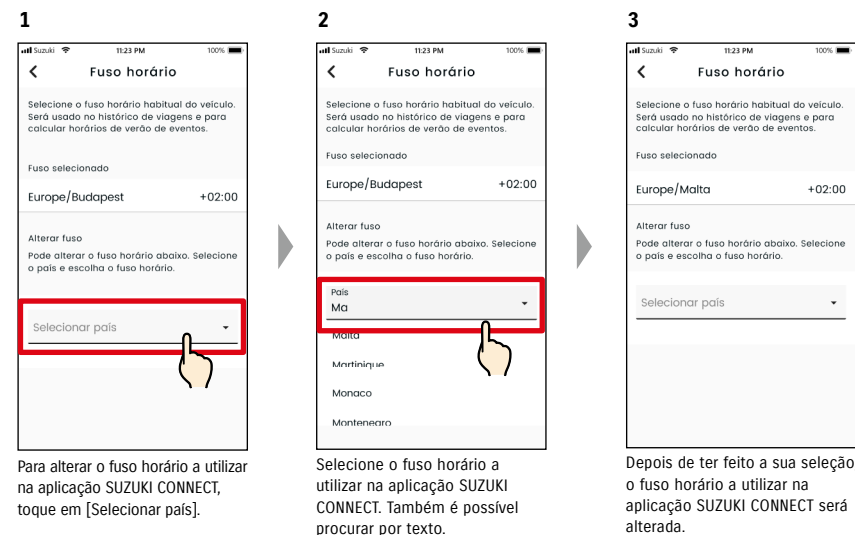 1
Suzuki 11:23 PM 100%
Fuso horário
Selecione o fuso horário habitual do veículo.
Será usado no histórico de viagens e para
calcular horários de verão de eventos.
Fuso selecionado
Europe/Budapest +02:00
Alterar fuso
Pode alterar o fuso horário abaixo. Selecione
o país e escolha o fuso horário.
Selecionar país
Para alterar o fuso horário a utilizar
na aplicação SUZUKI CONNECT,
toque em [Selecionar país].
2
Suzuki 11:23 PM 100%
Fuso horário
Selecione o fuso horário habitual do veículo.
Será usado no histórico de viagens e para
calcular horários de verão de eventos.
Fuso selecionado
Europe/Budapest +02:00
Alterar fuso
Pode alterar o fuso horário abaixo. Selecione
o país e escolha o fuso horário.
País
Ma
Malta
Martinique
Monaco
Montenegro
Selecione o fuso horário a
utilizar na aplicação SUZUKI
CONNECT. Também é possível
procurar por texto.
3
Suzuki 11:23 PM 100%
Fuso horário
Selecione o fuso horário habitual do veículo.
Será usado no histórico de viagens e para
calcular horários de verão de eventos.
Fuso selecionado
Europe/Malta +02:00
Alterar fuso
Pode alterar o fuso horário abaixo. Selecione
o país e escolha o fuso horário.
Selecionar país
Depois de ter feito a sua seleção
o fuso horário a utilizar na
aplicação SUZUKI CONNECT será
alterada.